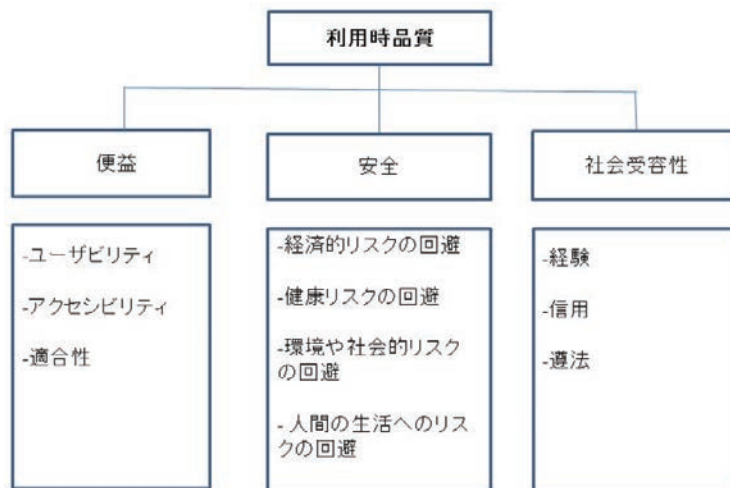 利用時品質
便益
安全
社会受容性
-ユーザビリティ
-アクセシビリティ
-適合性
-経済的リスクの回避
-健康リスクの回避
-環境や社会的リスク
の回避
- 人間の生活へのリス
クの回避
-経験
-信用
-遵法